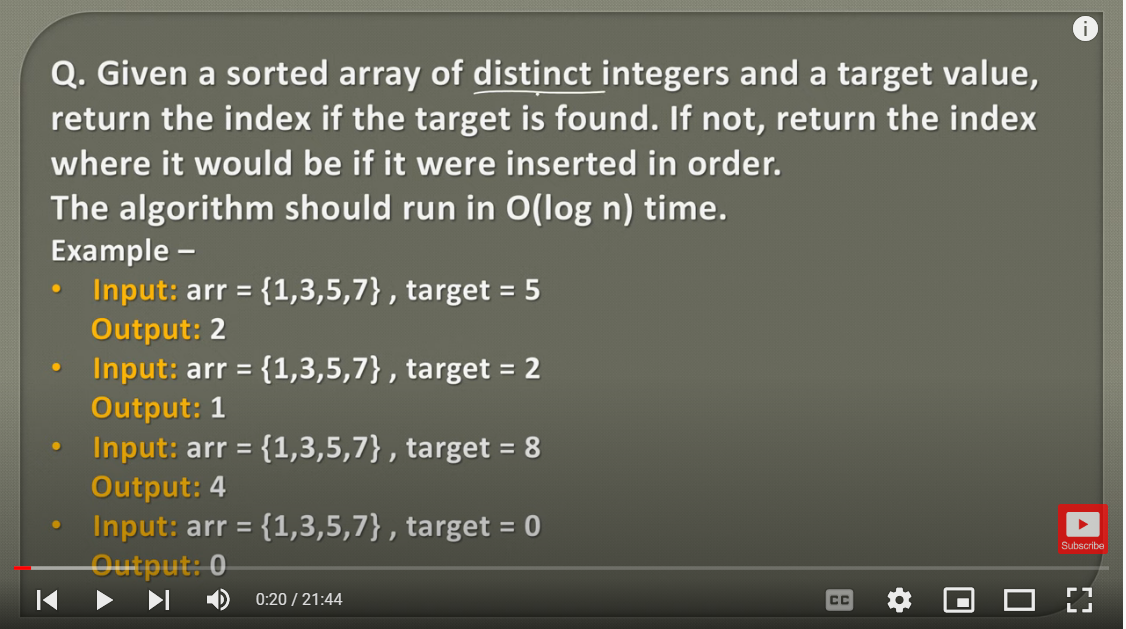 Q. Given a sorted array of distinct integers and a target value,
return the index if the target is found. If not, return the index
where it would be if it were inserted in order.
The algorithm should run in O(log n) time.
Example –
• Input: arr = {1,3,5,7} , target = 5
Output: 2
• Input: arr = {1,3,5,7} , target = 2
Output: 1
• Input: arr = {1,3,5,7} , target = 8
Output: 4
• Input: arr = {1,3,5,7} , target = 0
Output: 0
Subscribe
0:20 / 21:44
CC